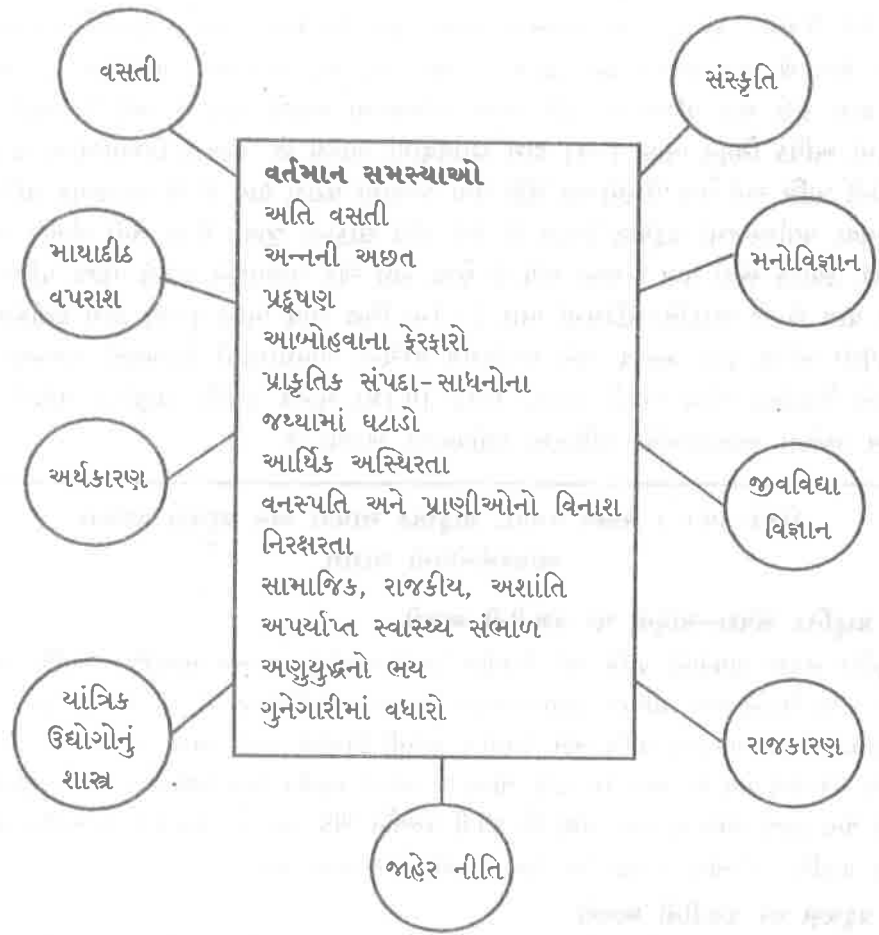 વસતી
સંસ્કૃતિ
માયાદીઠ
વપરાશ
મનોવિજ્ઞાન
અર્થકારણ
જીવવિદ્યા
વિજ્ઞાન
યાંત્રિક
ઉદ્યોગોનું
શાસ્ત્ર
રાજકારણ
જાહેર નીતિ
વર્તમાન સમસ્યાઓ
અતિ વસતી
અન્નની અછત
પ્રદૂષણ
આબોહવાના ફેરફારો
પ્રાકૃતિક સંપદા-સાધનોના
જથ્થામાં ઘટાડો
આર્થિક અસ્થિરતા
વનસ્પતિ અને પ્રાણીઓનો વિનાશ
નિરક્ષરતા
સામાજિક, રાજકીય, અશાંતિ
અપર્યાપ્ત સ્વાસ્થ્ય સંભાળ
અણુયુદ્ધનો ભય
ગુનેગારીમાં વધારો